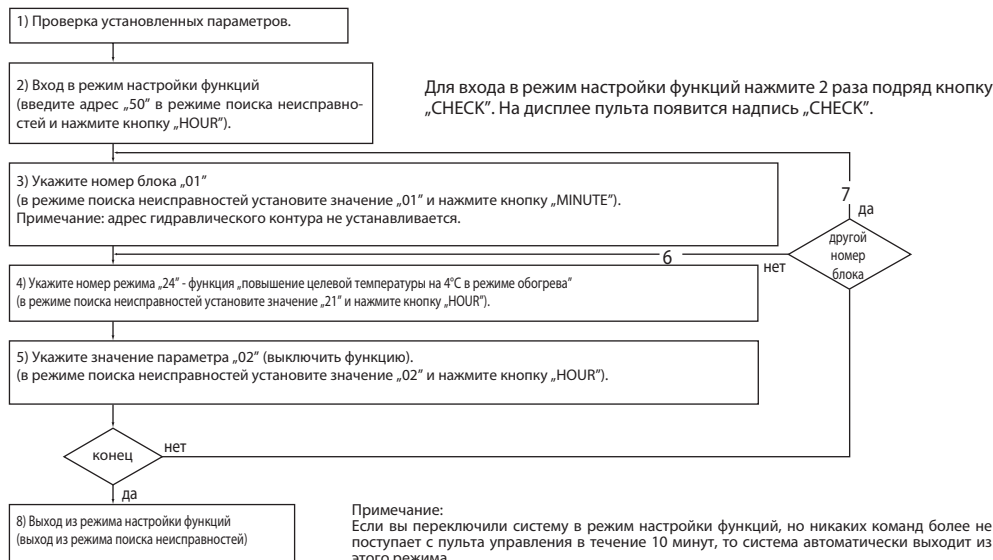 1) Проверка установленных параметров.
2) Вход в режим настройки функций
(введите адрес „50” в режиме поиска неисправно-
стей и нажмите кнопку „HOUR”).
Для входа в режим настройки функций нажмите 2 раза подряд кнопку
„CHECK”. На дисплее пульта появится надпись „CHECK”.
3) Укажите номер блока „01”
(в режиме поиска неисправностей установите значение „01” и нажмите кнопку „MINUTE”).
Примечание: адрес гидравлического контура не устанавливается.
7
да
другой
номер
блока
6
нет
4) Укажите номер режима „24” - функция „повышение целевой температуры на 4°С в режиме обогрева”
(в режиме поиска неисправностей установите значение „21” и нажмите кнопку „HOUR”).
5) Укажите значение параметра „02” (выключить функцию).
(в режиме поиска неисправностей установите значение „02” и нажмите кнопку „HOUR”).
конец
нет
да
8) Выход из режима настройки функций
(выход из режима поиска неисправностей)
Примечание:
Если вы переключили систему в режим настройки функций, но никаких команд более не
поступает с пульта управления в течение 10 минут, то система автоматически выходит из
этого режима